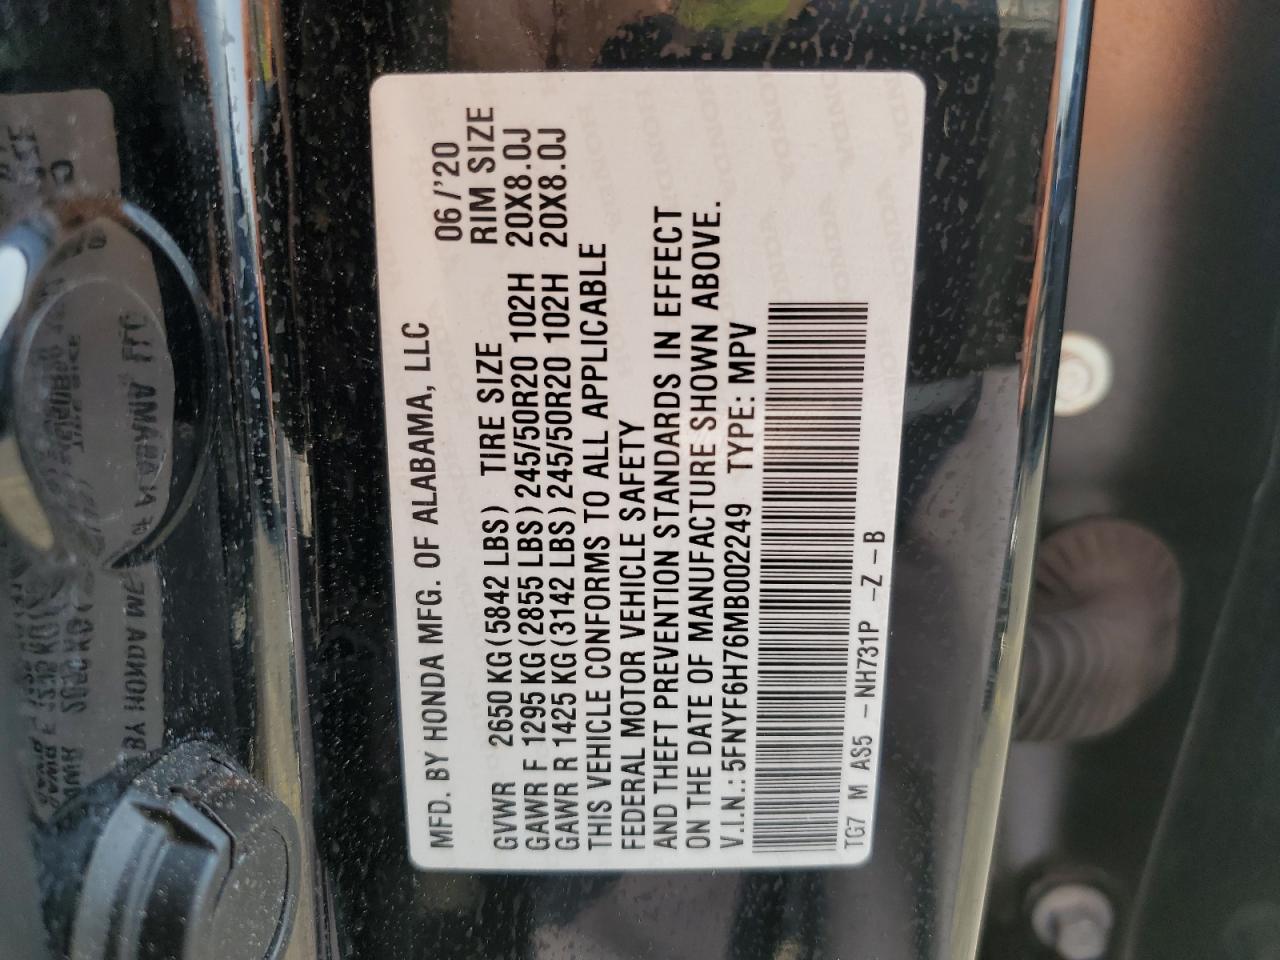 MFD. BY HONDA MFG. OF ALABAMA, LLC 06/'20
GVWR 2650 KG (5842 LBS) TIRE SIZE RIM SIZE
GAWR F 1295 KG (2855 LBS) 245/50R20 102H 20X8.0J
GAWR R 1425 KG (3142 LBS) 245/50R20 102H 20X8.0J
THIS VEHICLE CONFORMS TO ALL APPLICABLE
FEDERAL MOTOR VEHICLE SAFETY
AND THEFT PREVENTION STANDARDS IN EFFECT
ON THE DATE OF MANUFACTURE SHOWN ABOVE.
V.I.N.: 5FNYF6H76MB002249 TYPE: MPV
TG7 M AS5 - NH731P - Z - B